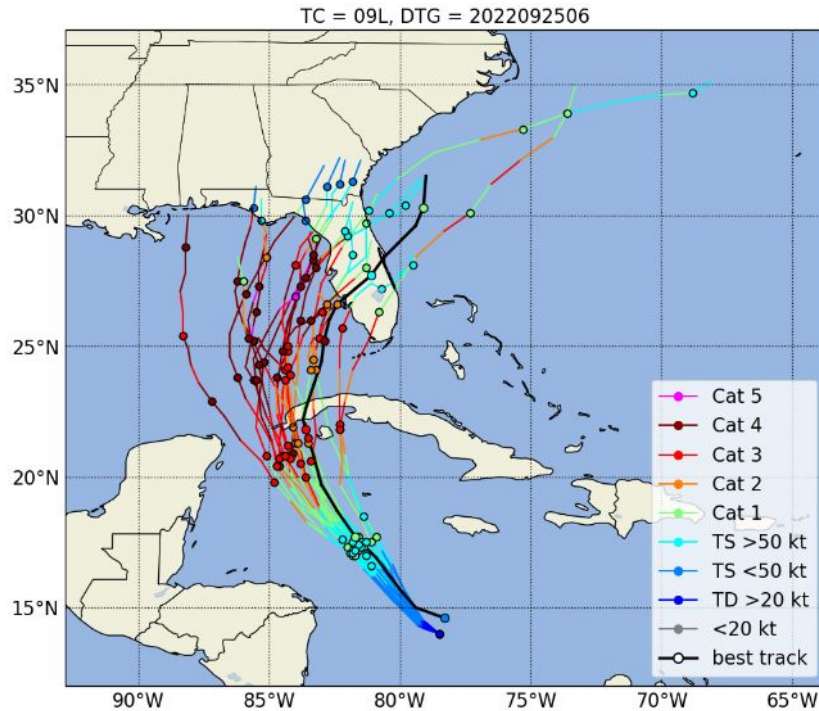 TC = 09L, DTG = 2022092506
35°N
30°N
25°N
20°N
15°N
90°W
85°W
80°W
75°W
70°W
65°W
Cat 5
Cat 4
Cat 3
Cat 2
Cat 1
TS >50 kt
TS <50 kt
TD >20 kt
<20 kt
best track